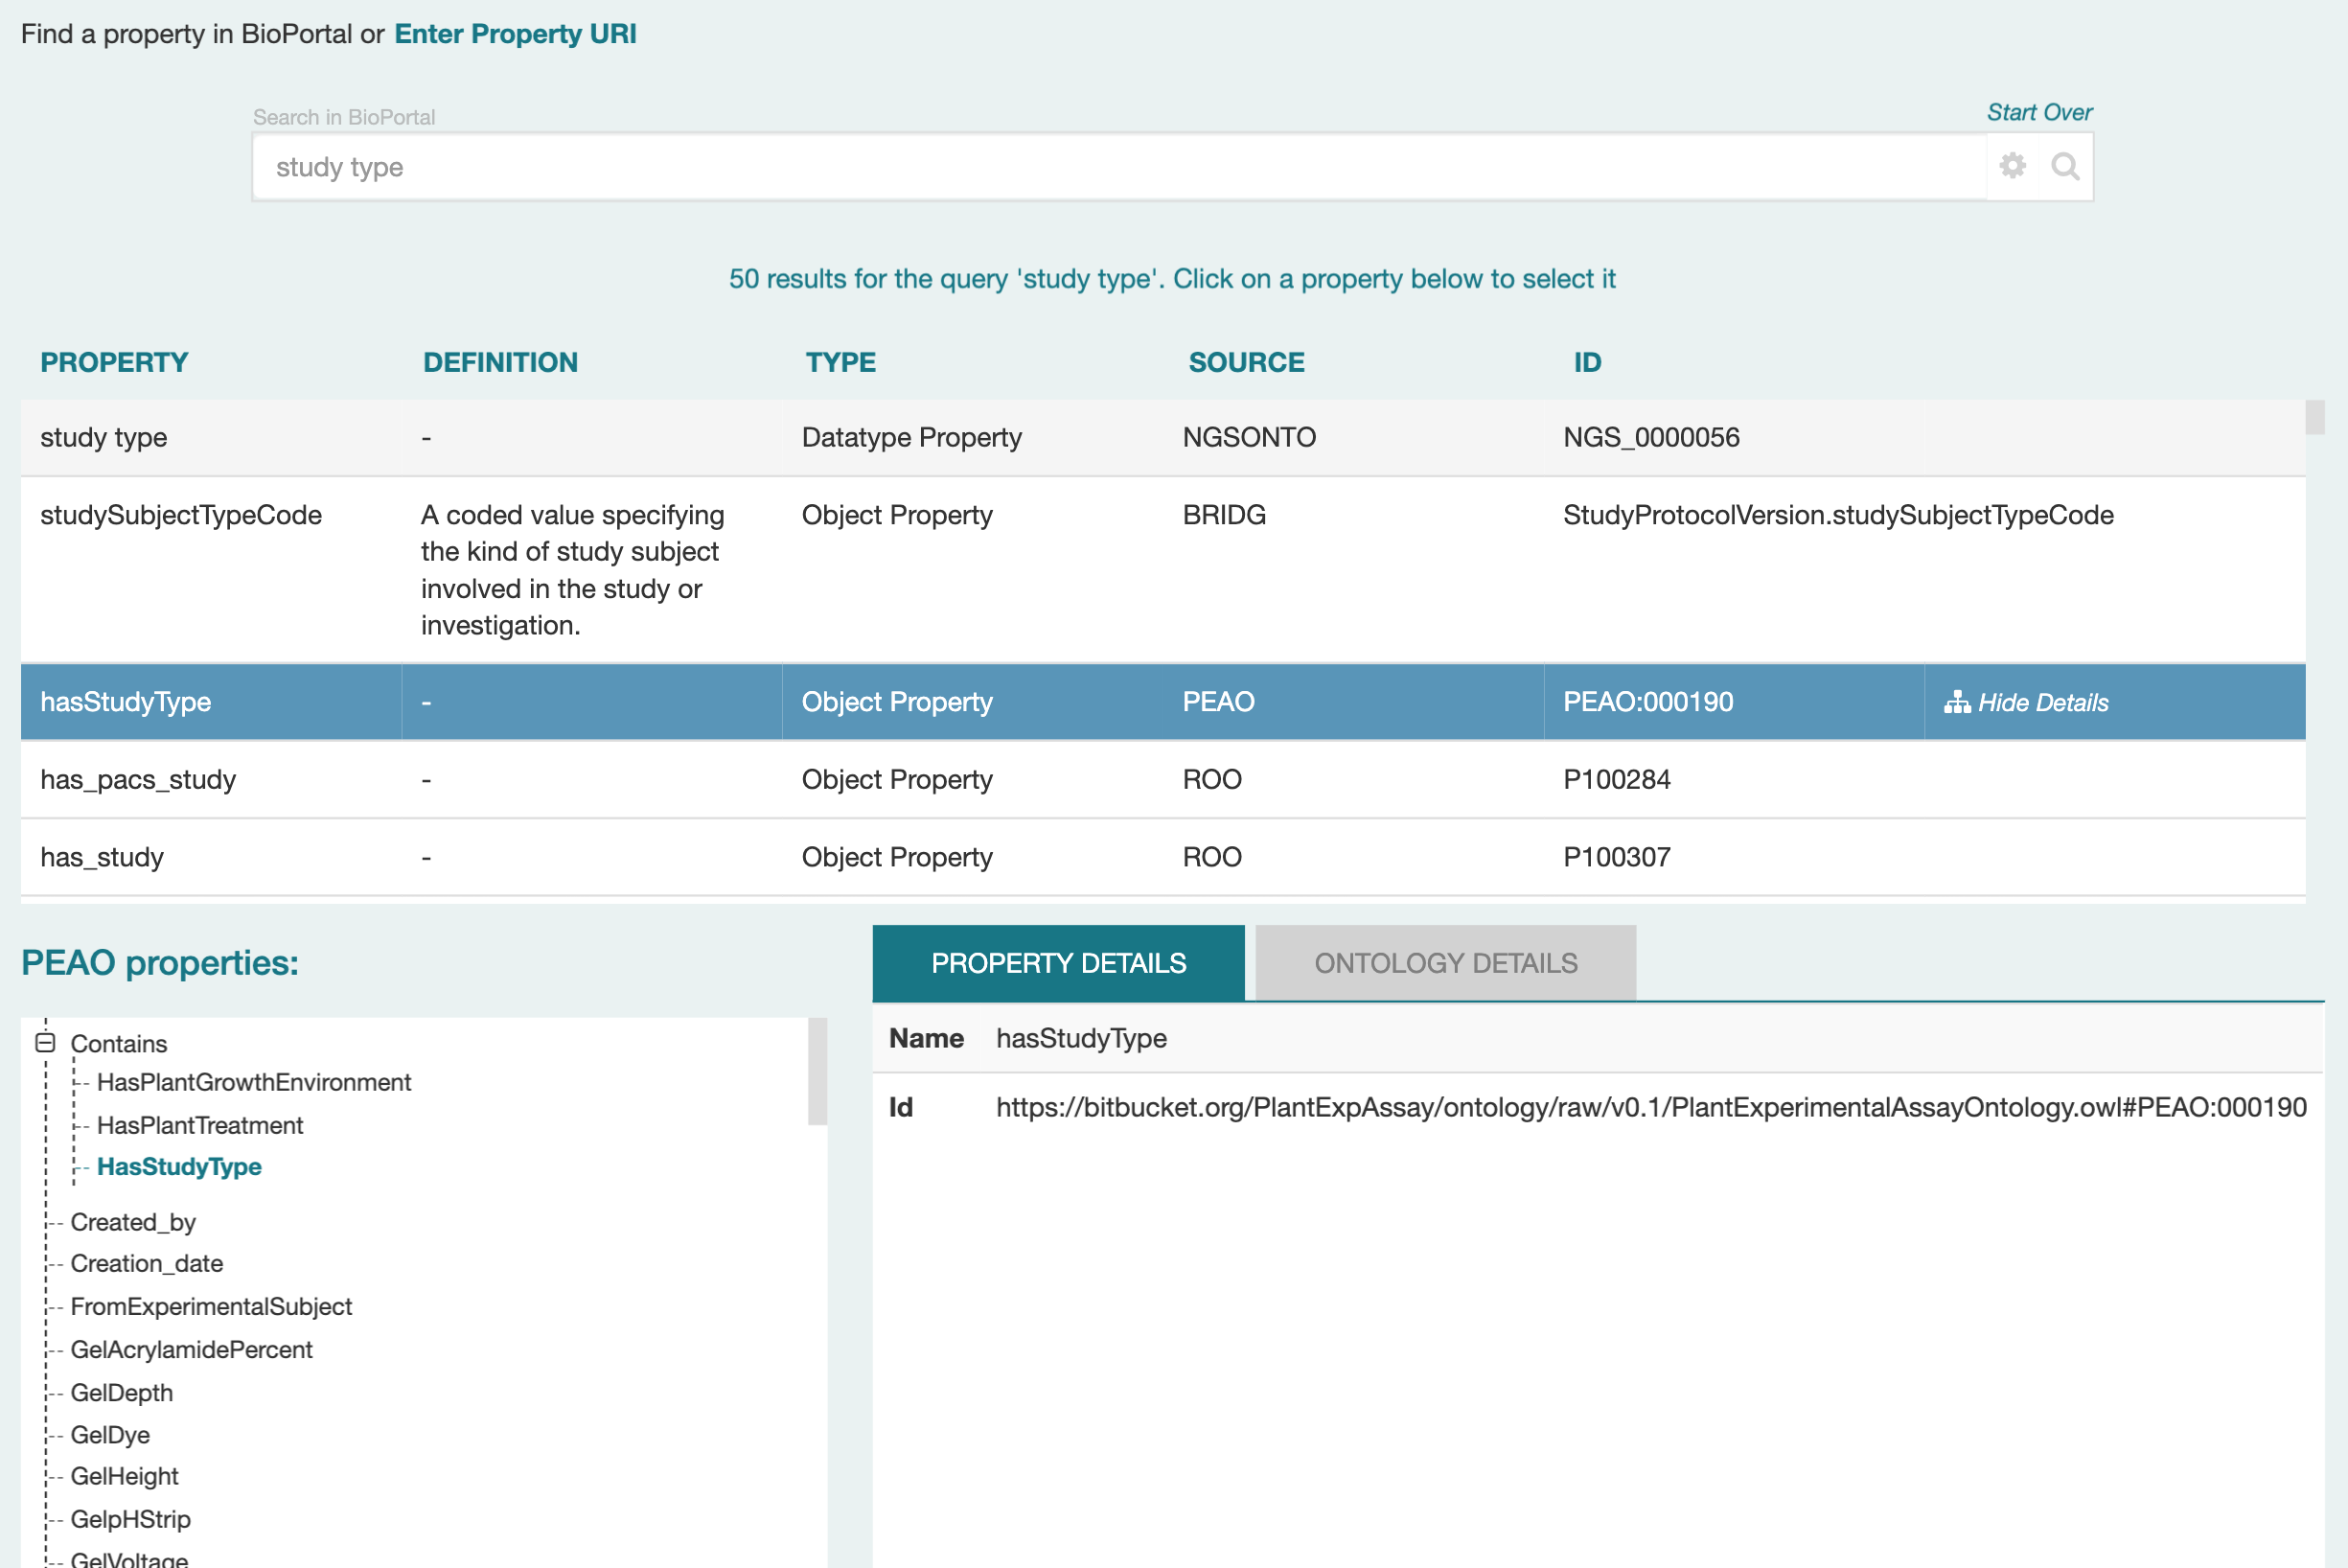 Find a property in BioPortal or Enter Property URI
Search in BioPortal
Start Over
study type
50 results for the query 'study type'. Click on a property below to select it
PROPERTY DEFINITION TYPE SOURCE ID
study type - Datatype Property NGSONTO NGS_0000056
studySubjectTypeCode A coded value specifying Object Property BRIDG StudyProtocolVersion.studySubjectTypeCode
the kind of study subject
involved in the study or
investigation.
hasStudyType - Object Property PEAO PEAO:000190 Hide Details
has_pacs_study - Object Property ROO P100284
has_study - Object Property ROO P100307
PEAO properties:
Contains
HasPlantGrowthEnvironment
HasPlantTreatment
HasStudyType
Created_by
Creation_date
FromExperimentalSubject
GelAcrylamidePercent
GelDepth
GelDye
GelHeight
GelpHStrip
GelVoltage
PROPERTY DETAILS ONTOLOGY DETAILS
Name hasStudyType
Id https://bitbucket.org/PlantExpAssay/ontology/raw/v0.1/PlantExperimentalAssayOntology.owl#PEAO:000190